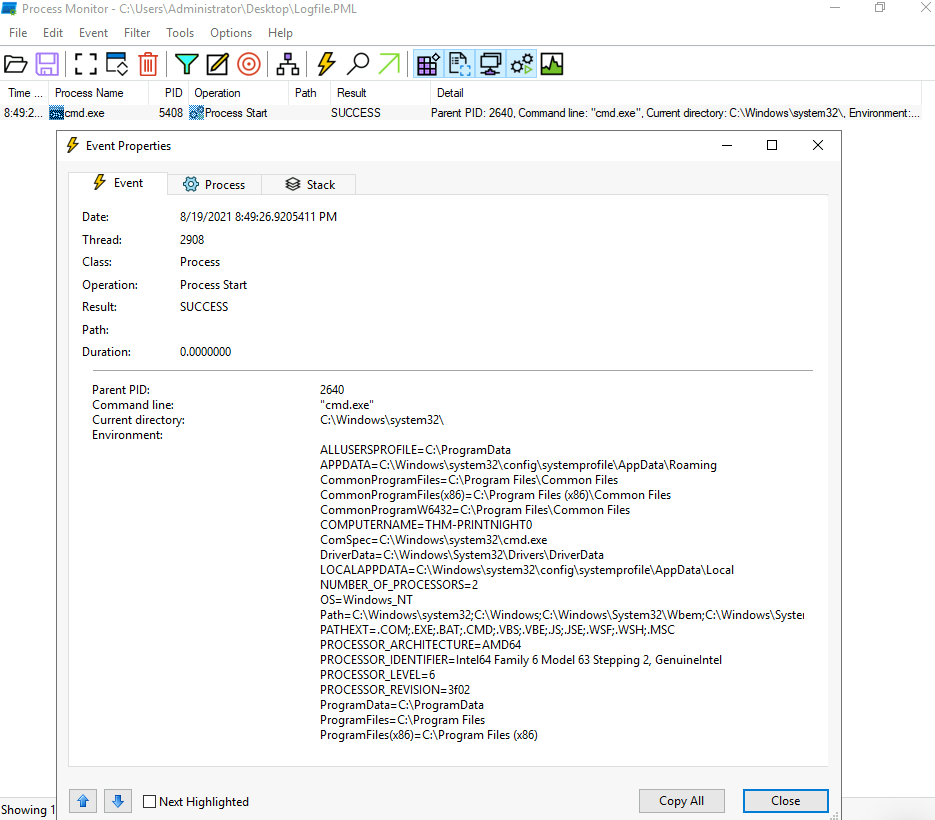 Process Monitor - C:\Users\Administrator\Desktop\Logfile.PML
File Edit Event Filter Tools Options Help
Time ... Process Name PID Operation Path Result Detail
8:49:2... cmd.exe 5408 Process Start SUCCESS Parent PID: 2640, Command line: "cmd.exe", Current directory: C:\Windows\system32\, Environment:...
Event Properties
Event Process Stack
Date: 8/19/2021 8:49:26.9205411 PM
Thread: 2908
Class: Process
Operation: Process Start
Result: SUCCESS
Path:
Duration: 0.0000000
Parent PID: 2640
Command line: "cmd.exe"
Current directory: C:\Windows\system32\
Environment:
ALLUSERSPROFILE=C:\ProgramData
APPDATA=C:\Windows\system32\config\systemprofile\AppData\Roaming
CommonProgramFiles=C:\Program Files\Common Files
CommonProgramFiles(x86)=C:\Program Files (x86)\Common Files
CommonProgramW6432=C:\Program Files\Common Files
COMPUTERNAME=THM-PRINTNIGHT0
ComSpec=C:\Windows\system32\cmd.exe
DriverData=C:\Windows\System32\Drivers\DriverData
LOCALAPPDATA=C:\Windows\system32\config\systemprofile\AppData\Local
NUMBER_OF_PROCESSORS=2
OS=Windows_NT
Path=C:\Windows\system32;C:\Windows;C:\Windows\System32\Wbem;C:\Windows\Syster
PATHEXT=.COM;.EXE;.BAT;.CMD;.VBS;.VBE;.JS;.JSE;.WSF;.WSH;.MSC
PROCESSOR_ARCHITECTURE=AMD64
PROCESSOR_IDENTIFIER=Intel64 Family 6 Model 63 Stepping 2, GenuineIntel
PROCESSOR_LEVEL=6
PROCESSOR_REVISION=3f02
ProgramData=C:\ProgramData
ProgramFiles=C:\Program Files
ProgramFiles(x86)=C:\Program Files (x86)
Next Highlighted Copy All Close
Showing 1